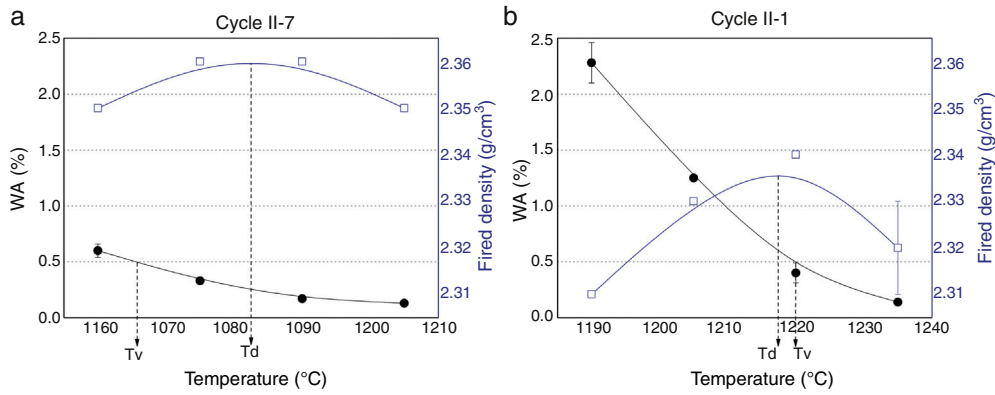 a
Cycle II-7
2.5
2.0
1.5
1.0
0.5
0.0
WA (%)
2.36
2.35
2.34
2.33
2.32
2.31
Fired density (g/cm³)
1160 1070 1080 1090 1200 1210
Tv Td
Temperature (°C)
b
Cycle II-1
2.5
2.0
1.5
1.0
0.5
0.0
WA (%)
2.36
2.35
2.34
2.33
2.32
2.31
Fired density (g/cm³)
1190 1200 1210 1220 1230 1240
Td Tv
Temperature (°C)